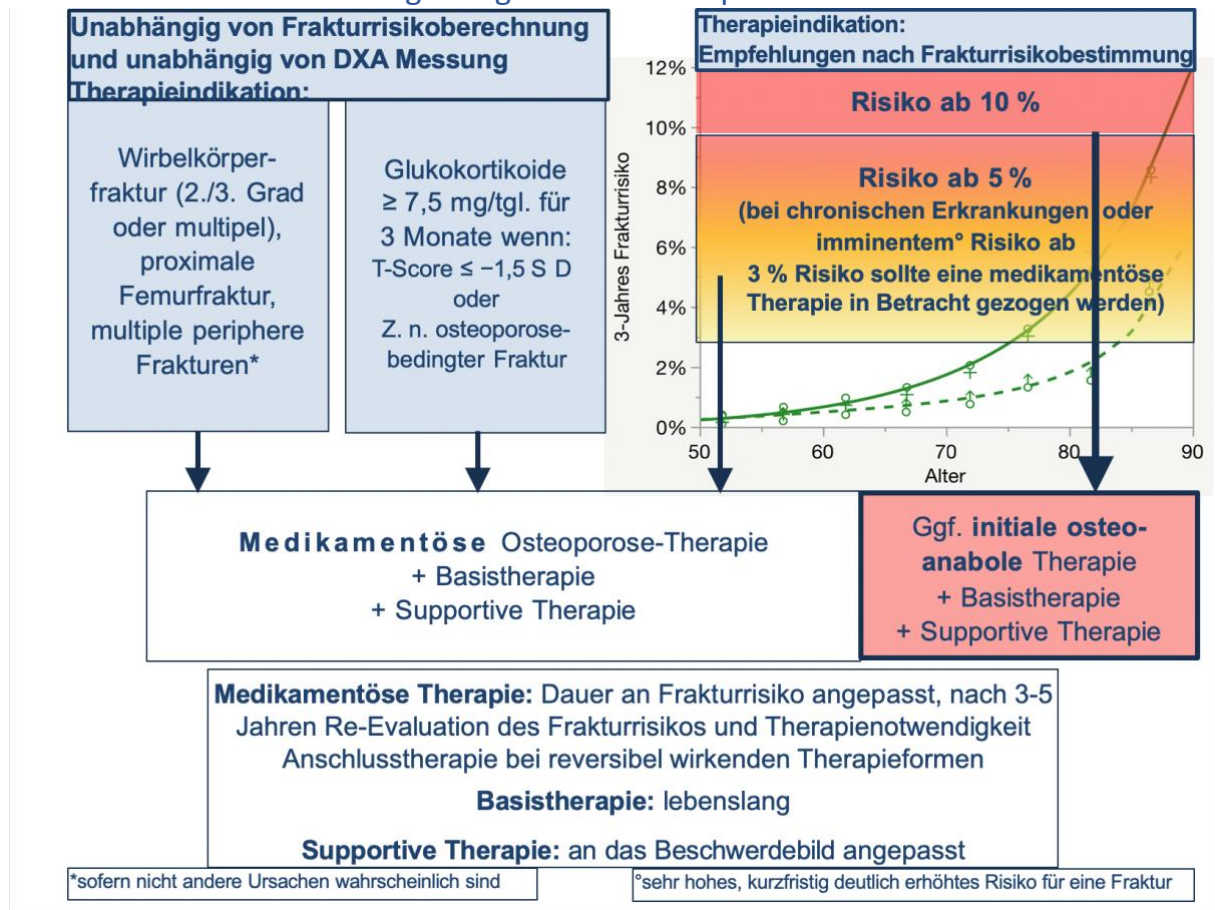 Unabhängig von Frakturrisikoberechnung
und unabhängig von DXA Messung
Therapieindikation:
Wirbelkörper-
fraktur (2./3. Grad
oder multipel),
proximale
Femurfraktur,
multiple periphere
Frakturen*
Glukokortikoide
≥ 7,5 mg/tgl. für
3 Monate wenn:
T-Score ≤ −1,5 S D
oder
Z. n. osteoporose-
bedingter Fraktur
Therapieindikation:
Empfehlungen nach Frakturrisikobestimmung
3-Jahres Frakturrisiko
12%
10%
8%
6%
4%
2%
0%
Risiko ab 10 %
Risiko ab 5 %
(bei chronischen Erkrankungen oder
imminentem° Risiko ab
3 % Risiko sollte eine medikamentöse
Therapie in Betracht gezogen werden)
50 60 70 80 90
Alter
Medikamentöse Osteoporose-Therapie
+ Basistherapie
+ Supportive Therapie
Ggf. initiale osteo-
anabole Therapie
+ Basistherapie
+ Supportive Therapie
Medikamentöse Therapie: Dauer an Frakturrisiko angepasst, nach 3-5
Jahren Re-Evaluation des Frakturrisikos und Therapienotwendigkeit
Anschlusstherapie bei reversibel wirkenden Therapieformen
Basistherapie: lebenslang
Supportive Therapie: an das Beschwerdebild angepasst
*sofern nicht andere Ursachen wahrscheinlich sind
°sehr hohes, kurzfristig deutlich erhöhtes Risiko für eine Fraktur